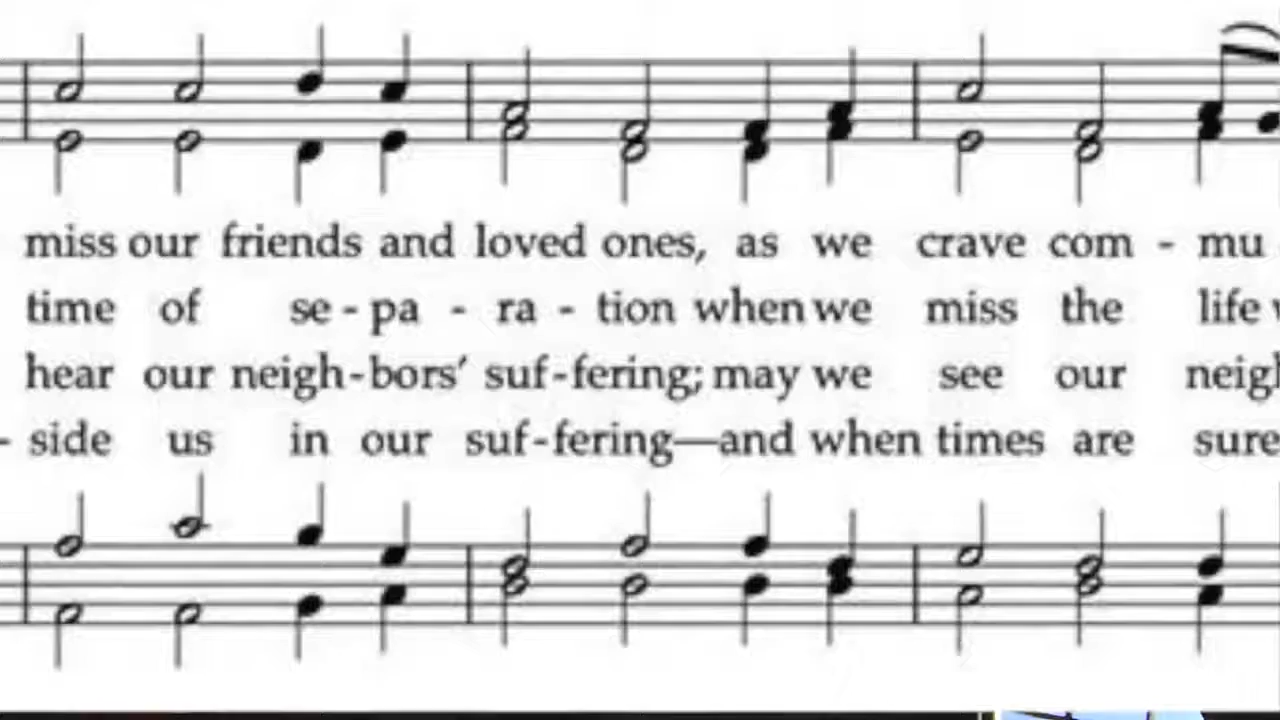 miss our friends and loved ones, as we crave com - mu
time of se - pa - ra - tion when we miss the life
hear our neigh-bors' suf-fering; may we see our neigh
- side us in our suf-fering—and when times are sure